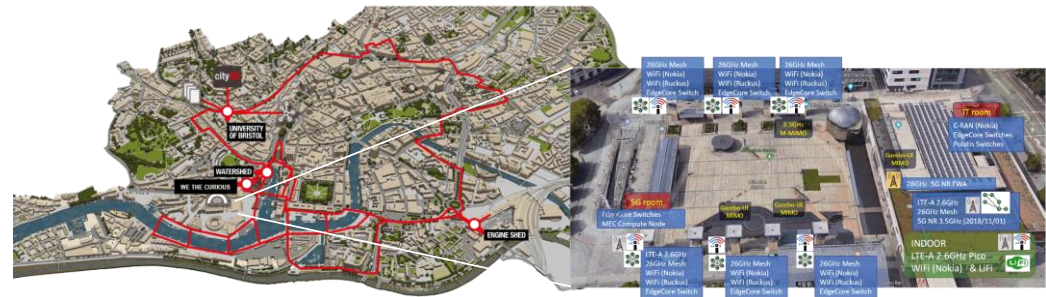 city
UNIVERSITY
OF BRISTOL
WATERSHED
WE THE CURIOUS
ENGINE SHED
26GHz Mesh
WiFi (Nokia)
WiFi (Ruckus)
EdgeCore Switch
26GHz Mesh
WiFi (Nokia)
WiFi (Ruckus)
EdgeCore Switch
26GHz Mesh
WiFi (Nokia)
WiFi (Ruckus)
EdgeCore Switch
3.5GHz
M-MIMO
IT room
C-RAN (Nokia)
EdgeCore Switches
Polatis Switches
MIMO
28GHz 5G NR FWA
LTE-A 2.6GHz
26GHz Mesh
5G NR 3.5GHz (2018/11/01)
5G room
EdgeCore Switches
MEC Compute Node
MIMO
MIMO
LTE-A 2.6GHz
26GHz Mesh
WiFi (Nokia)
WiFi (Ruckus)
EdgeCore Switch
26GHz Mesh
WiFi (Nokia)
WiFi (Ruckus)
EdgeCore Switch
26GHz Mesh
WiFi (Nokia)
WiFi (Ruckus)
EdgeCore Switch
INDOOR
LTE-A 2.6GHz Pico
WiFi (Nokia) & LiFi
LiFi